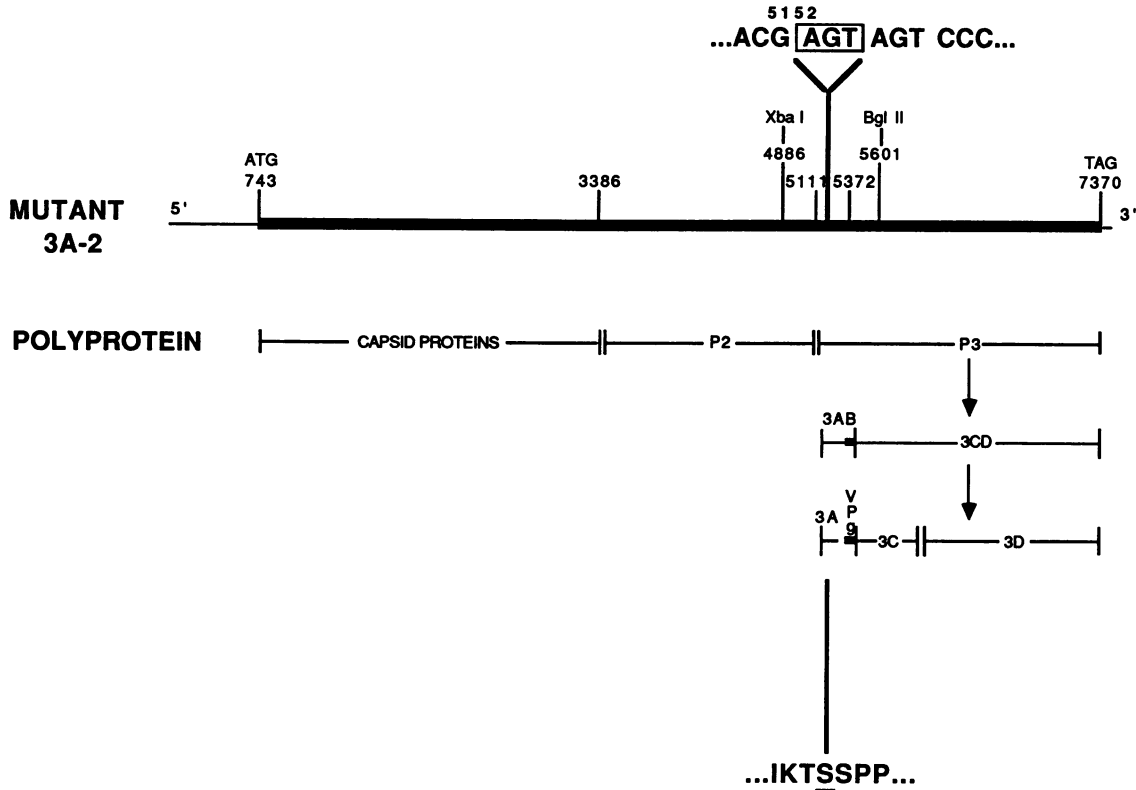 5152
...ACG AGT AGT CCC...
Xba I
Bgl II
ATG
4886
5601
TAG
743
3386
5111
5372
7370
MUTANT
3A-2
5'
3'
POLYPROTEIN
CAPSID PROTEINS
P2
P3
3AB
3CD
3A
VPg
3C
3D
...IKTSSPP...